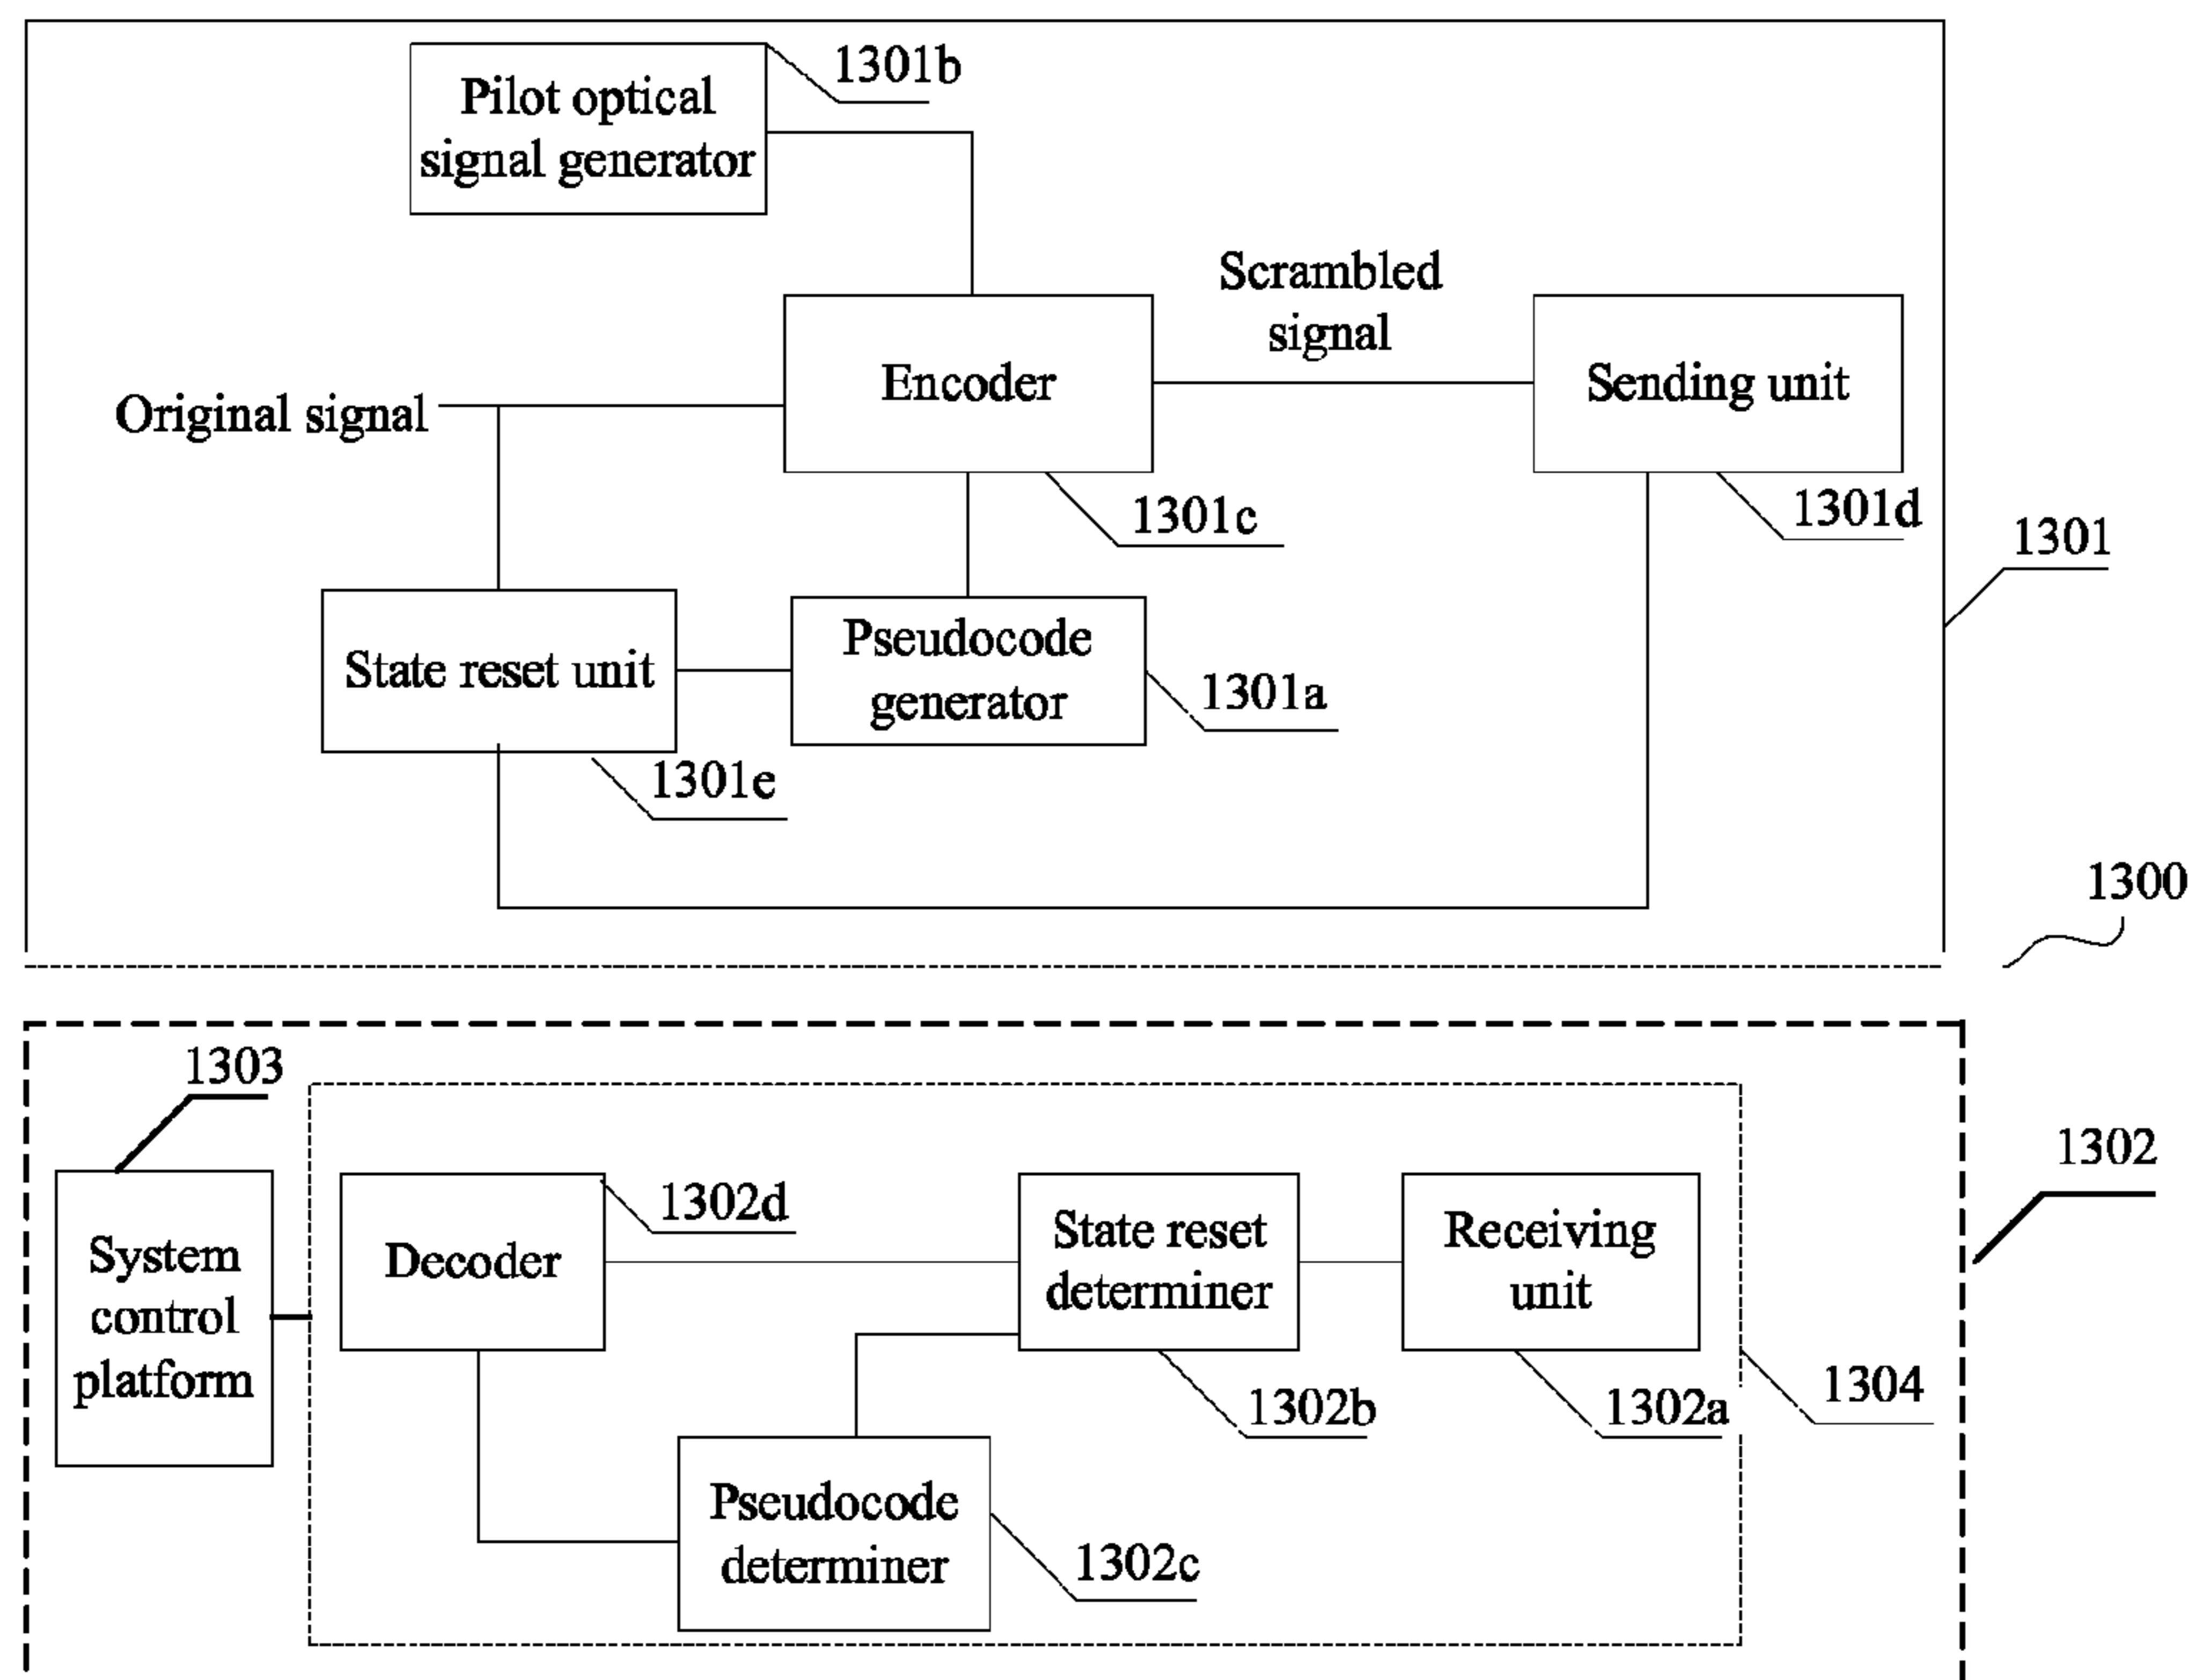 1301b
Pilot optical
signal generator
Scrambled
signal
Encoder
Sending unit
Original signal
1301c
1301d
1301
State reset unit
Pseudocode
generator
1301a
1301e
1300
1303
1302
1302d
System
control
platform
Decoder
State reset
determiner
Receiving
unit
1304
1302b
1302a
Pseudocode
determiner
1302c